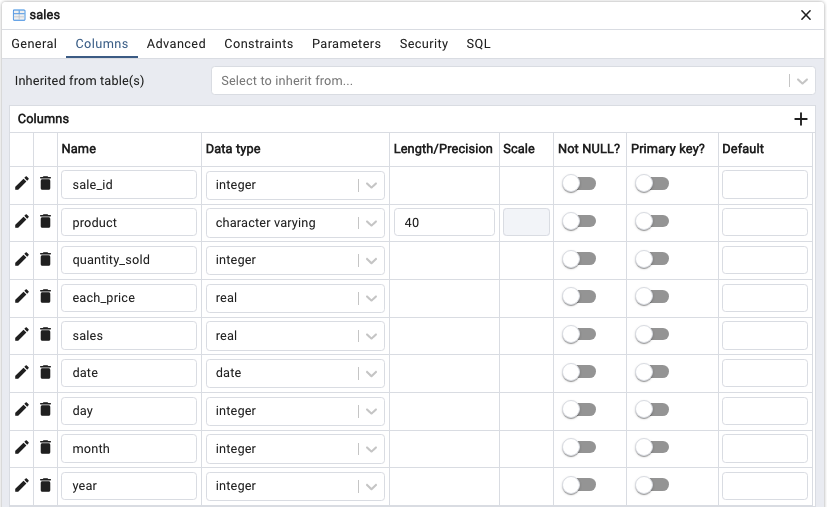 sales
General Columns Advanced Constraints Parameters Security SQL
Inherited from table(s) Select to inherit from...
Columns
Name Data type Length/Precision Scale Not NULL? Primary key? Default
sale_id integer
product character varying 40
quantity_sold integer
each_price real
sales real
date date
day integer
month integer
year integer